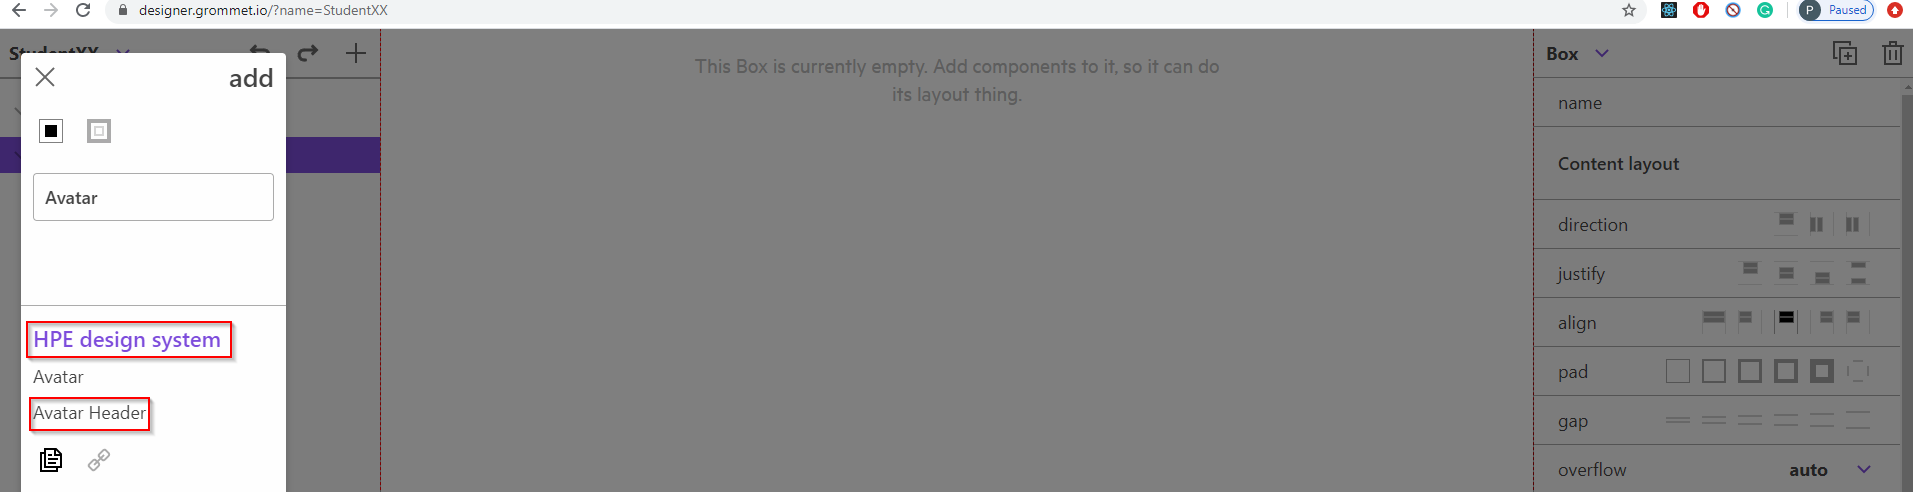 designer.grommet.io/?name=StudentXX
P Paused
StudentXX
add
Avatar
HPE design system
Avatar
Avatar Header
This Box is currently empty. Add components to it, so it can do
its layout thing.
Box
name
Content layout
direction
justify
align
pad
gap
overflow auto